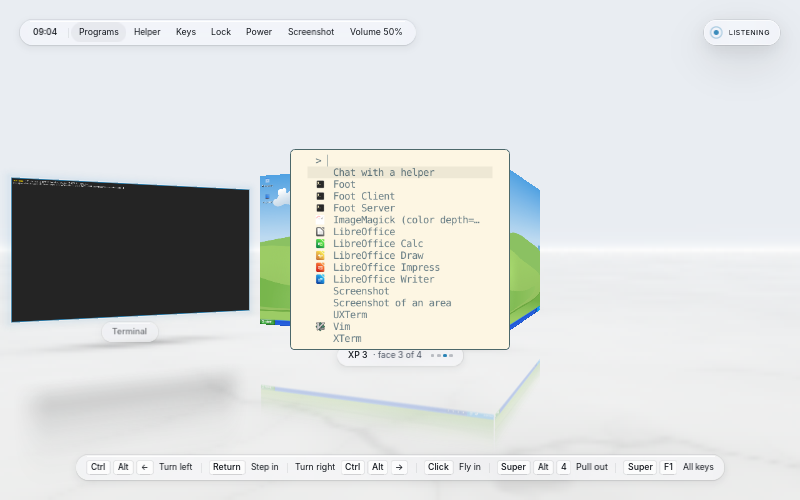 09:04 Programs Helper Keys Lock Power Screenshot Volume 50%
LISTENING
>
Chat with a helper
Foot
Foot Client
Foot Server
ImageMagick (color depth=…
LibreOffice
LibreOffice Calc
LibreOffice Draw
LibreOffice Impress
LibreOffice Writer
Screenshot
Screenshot of an area
UXTerm
Vim
XTerm
Terminal
XP 3 · face 3 of 4
Ctrl Alt ← Turn left Return Step in Turn right Ctrl Alt → Click Fly in Super Alt 4 Pull out Super F1 All keys